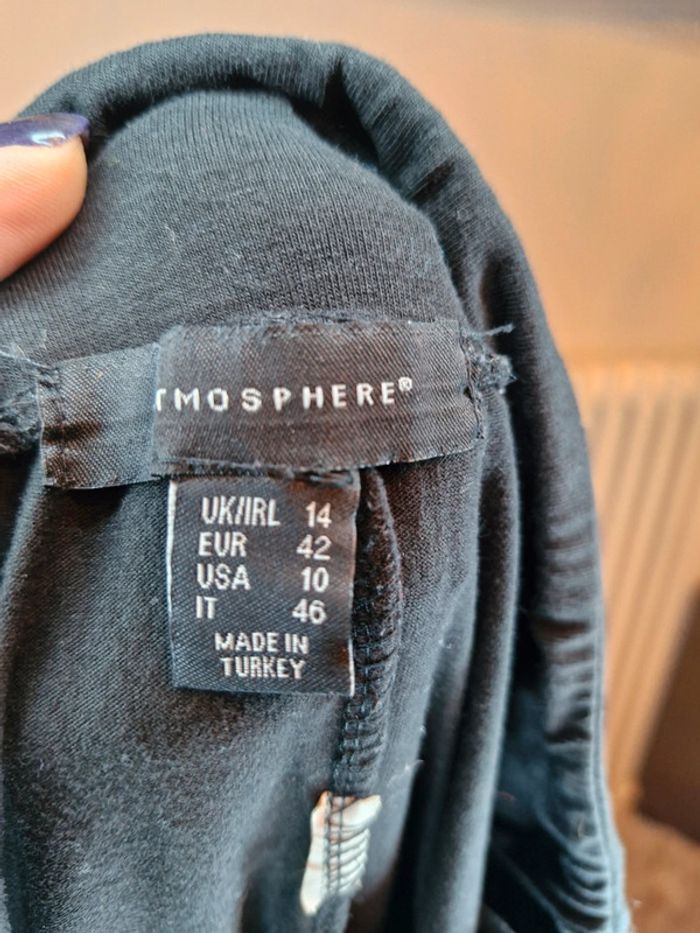 TMOSPHERE®
UK/IRL 14
EUR 42
USA 10
IT 46
MADE IN
TURKEY